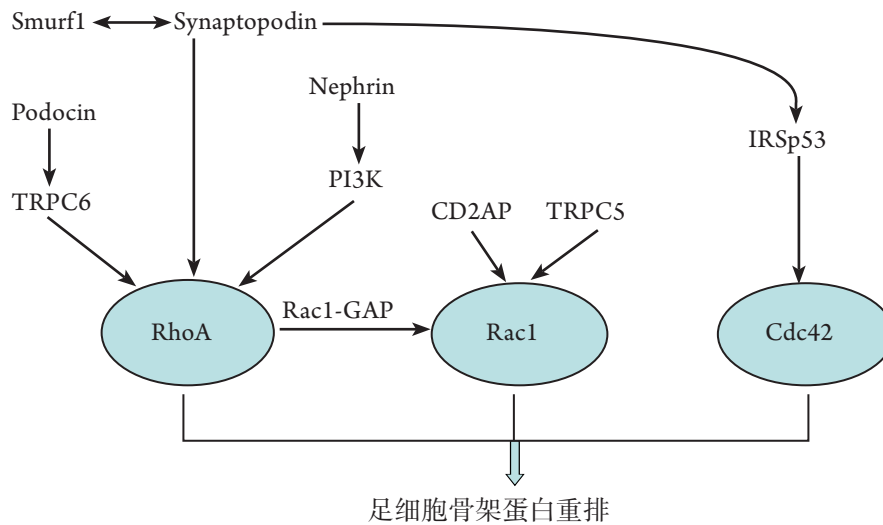 Smurf1 Synaptopodin
Nephrin
Podocin
IRSp53
PI3K
TRPC6
CD2AP TRPC5
Rac1-GAP
RhoA Rac1 Cdc42
足细胞骨架蛋白重排